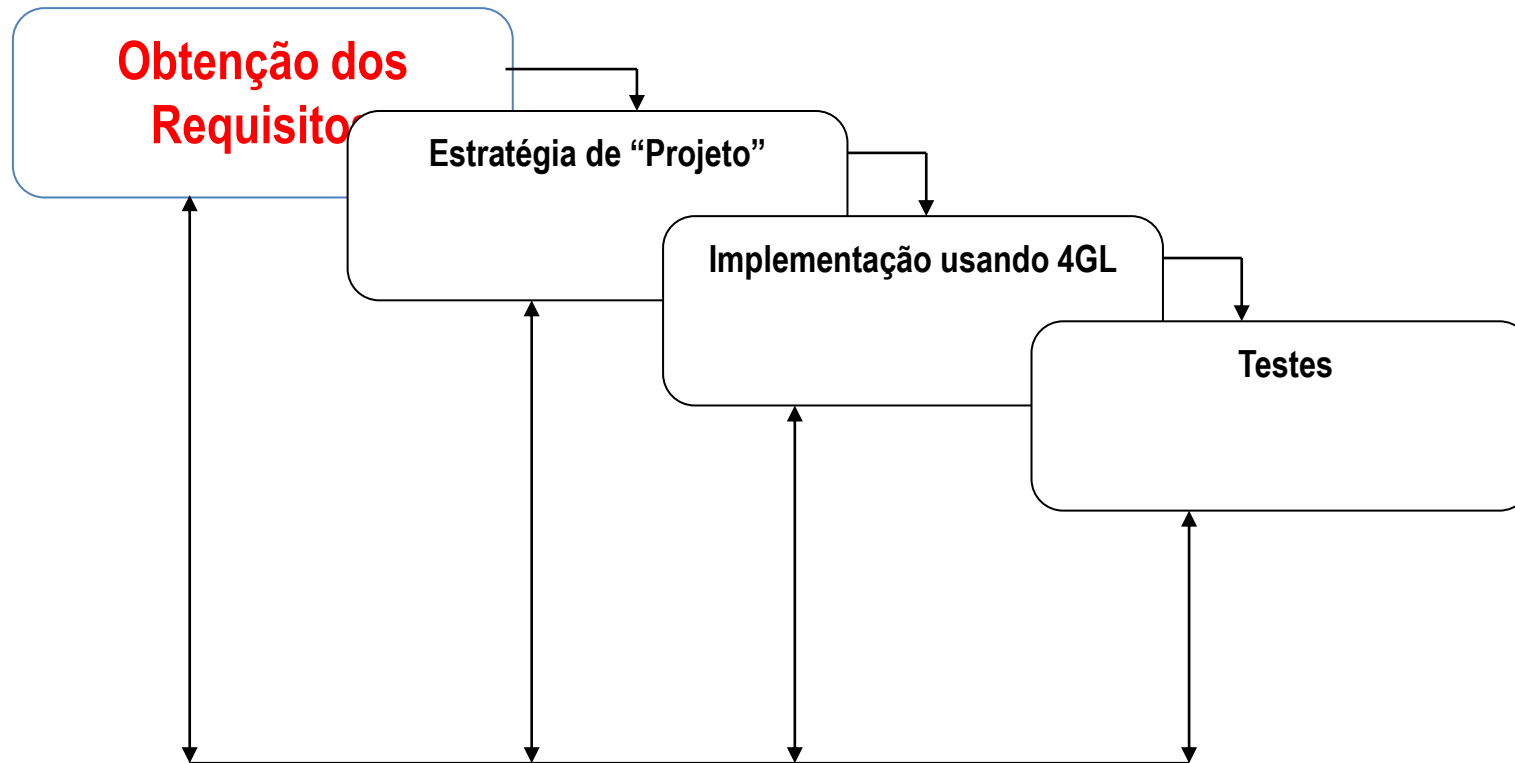 Obtenção dos
Requisito
Estratégia de “Projeto”
Implementação usando 4GL
Testes